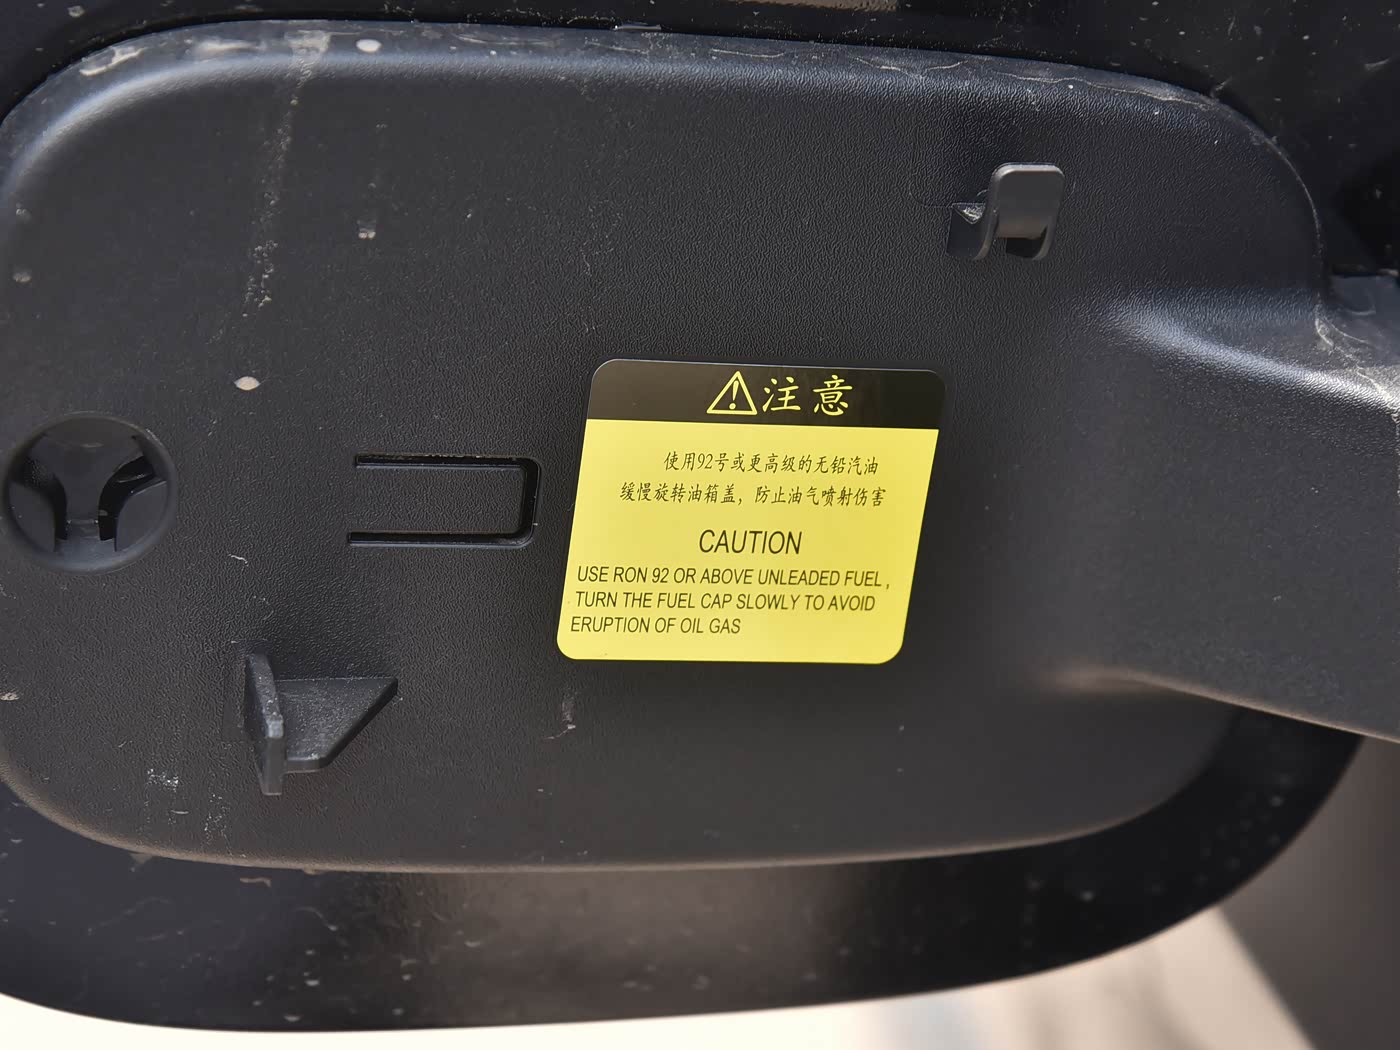 注意
使用92号或更高级的无铅汽油
缓慢旋转油箱盖，防止油气喷射伤害
CAUTION
USE RON 92 OR ABOVE UNLEADED FUEL,
TURN THE FUEL CAP SLOWLY TO AVOID
ERUPTION OF OIL GAS